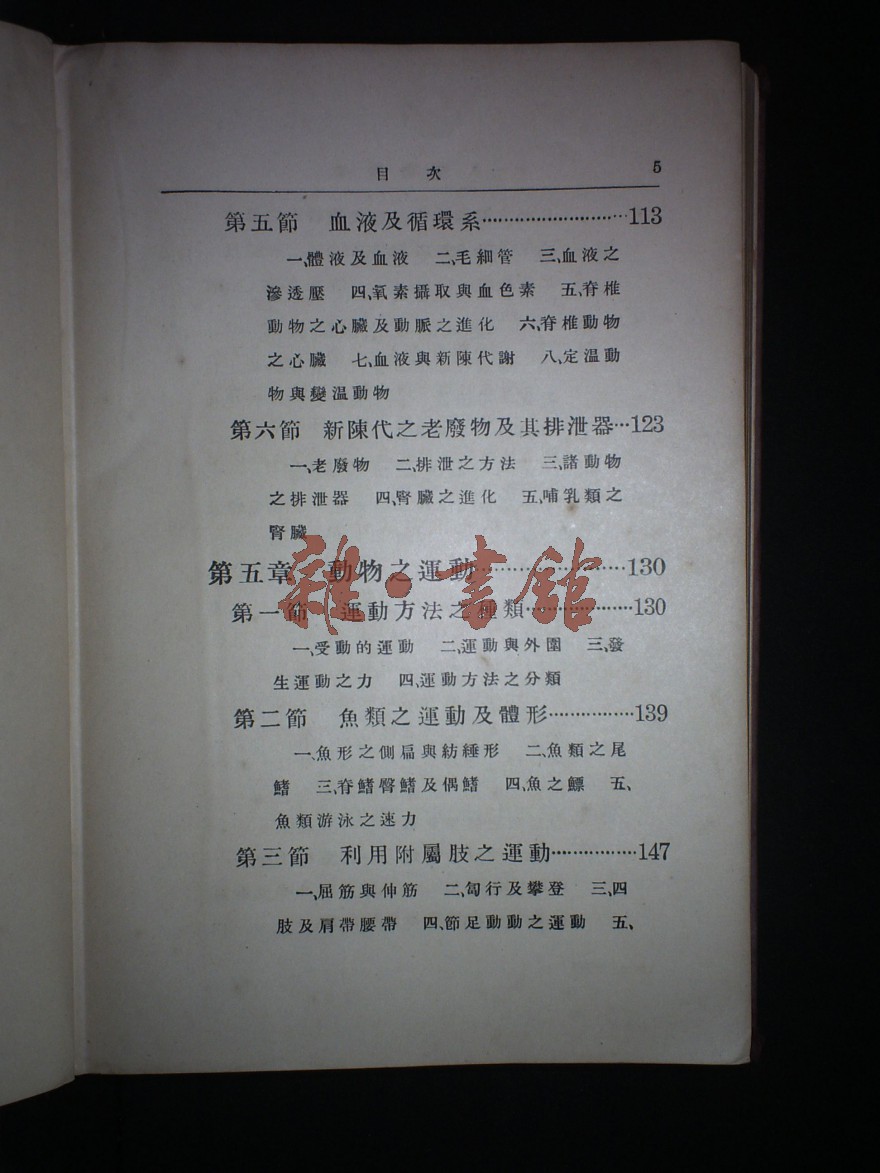 目次 5
第五節 血液及循環系…………………………113
一、體液及血液 二、毛細管 三、血液之
滲透壓 四、氧素攝取與血色素 五、脊椎
動物之心臟及動脈之進化 六、脊椎動物
之心臟 七、血液與新陳代謝 八、定温動
物與變温動物
第六節 新陳代之老廢物及其排泄器…123
一、老廢物 二、排泄之方法 三、諸動物
之排泄器 四、腎臟之進化 五、哺乳類之
腎臟
第五章 動物之運動……………………130
第一節 運動方法之種類………………130
一、受動的運動 二、運動與外圍 三、發
生運動之力 四、運動方法之分類
第二節 魚類之運動及體形……………139
一、魚形之側扁與紡綞形 二、魚類之尾
鰭 三、脊鰭臀鰭及偶鰭 四、魚之鰾 五、
魚類游泳之速力
第三節 利用附屬肢之運動……………147
一、屈筋與伸筋 二、匐行及攀登 三、四
肢及肩帶腰帶 四、節足動動之運動 五、
雜·書館